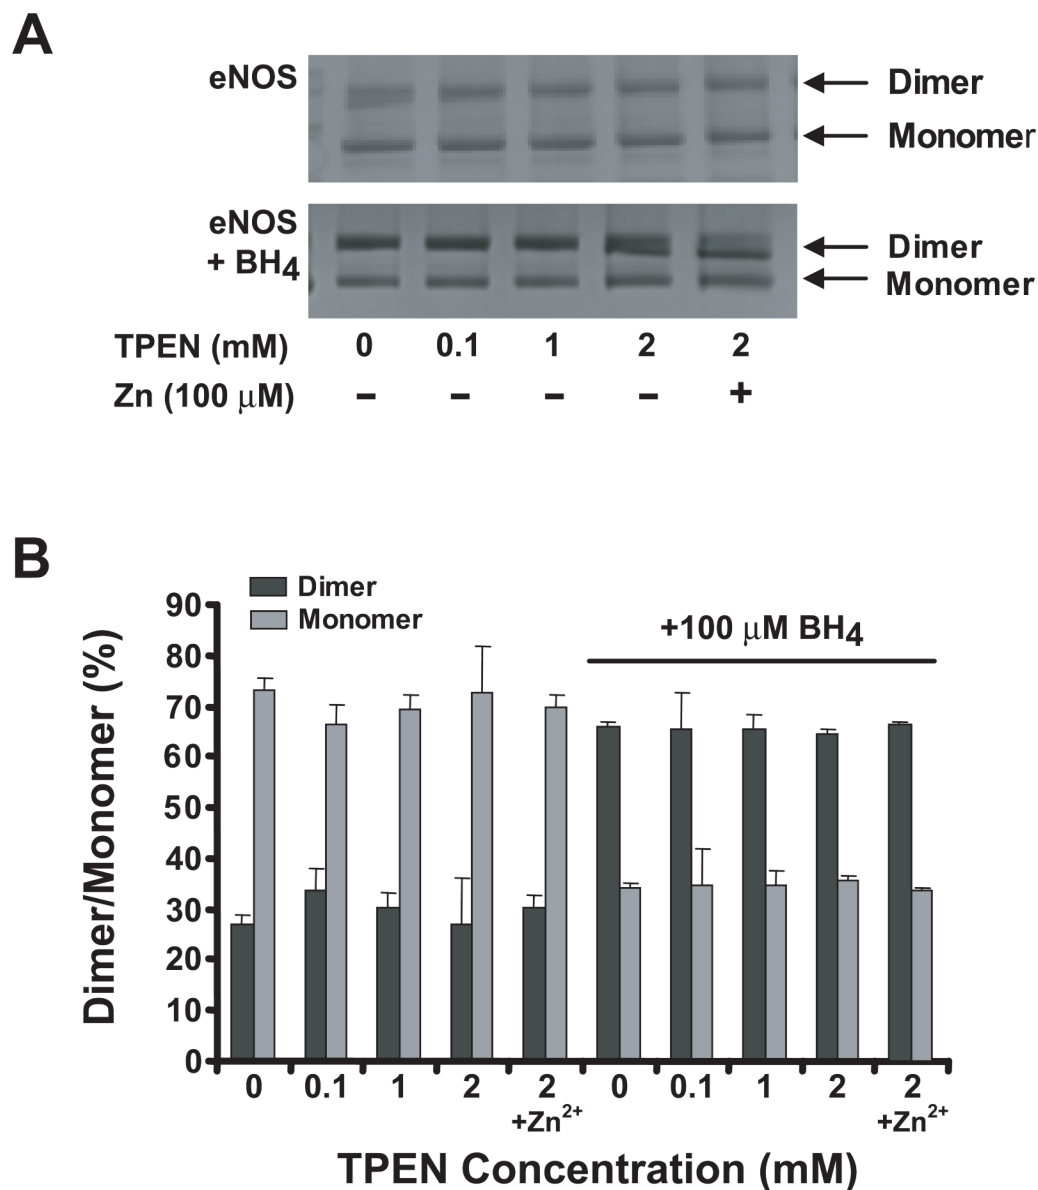 A
eNOS
Dimer
Monomer
eNOS
+ BH4
Dimer
Monomer
TPEN (mM) 0 0.1 1 2 2
Zn (100 μM) – – – – +
B
Dimer
Monomer
+100 μM BH4
Dimer/Monomer (%)
90
80
70
60
50
40
30
20
10
0
0 0.1 1 2 2 0 0.1 1 2 2
+Zn2+ +Zn2+
TPEN Concentration (mM)